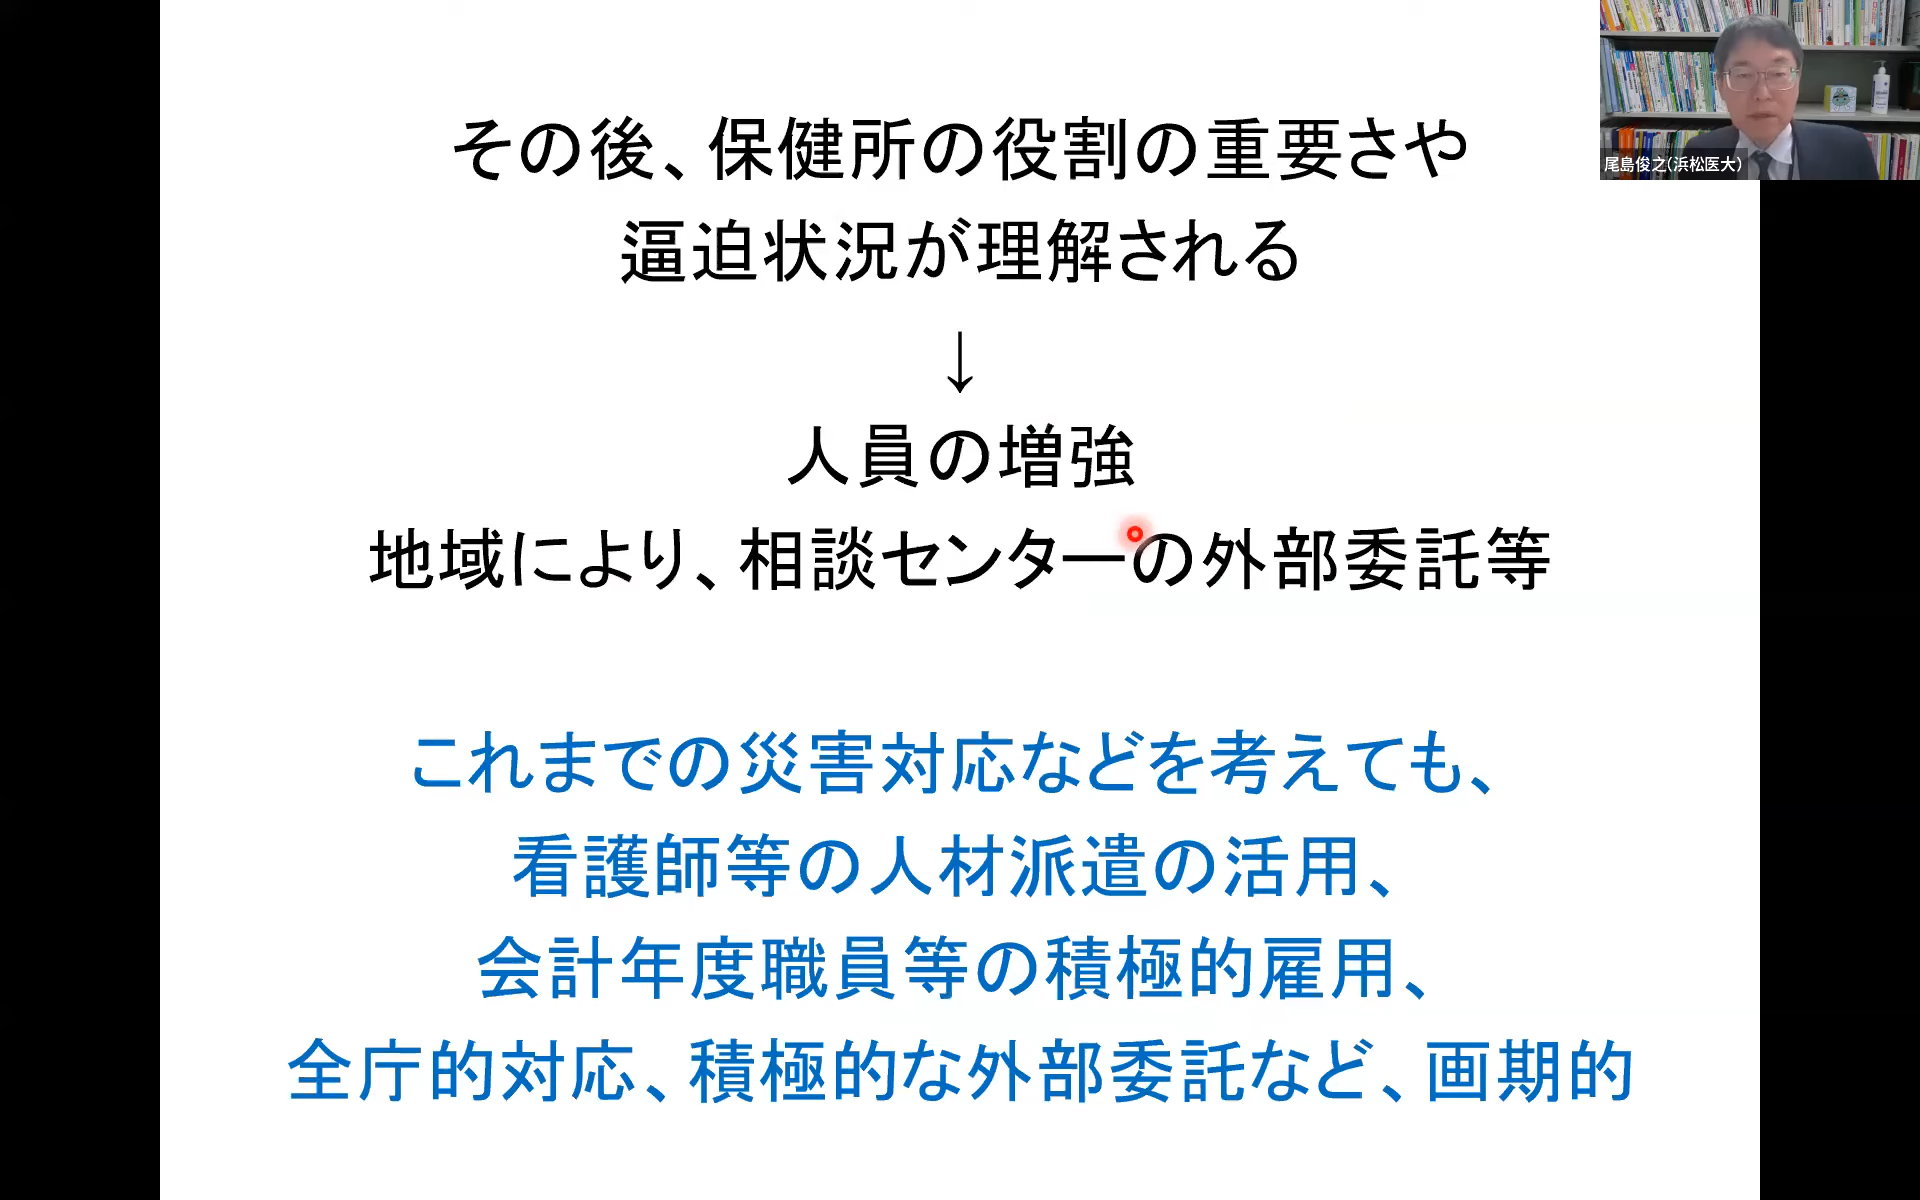 その後、保健所の役割の重要さや
逼迫状況が理解される
↓
人員の増強
地域により、相談センターの外部委託等
これまでの災害対応などを考えても、
看護師等の人材派遣の活用、
会計年度職員等の積極的雇用、
全庁的対応、積極的な外部委託など、画期的
尾島俊之(浜松医大)